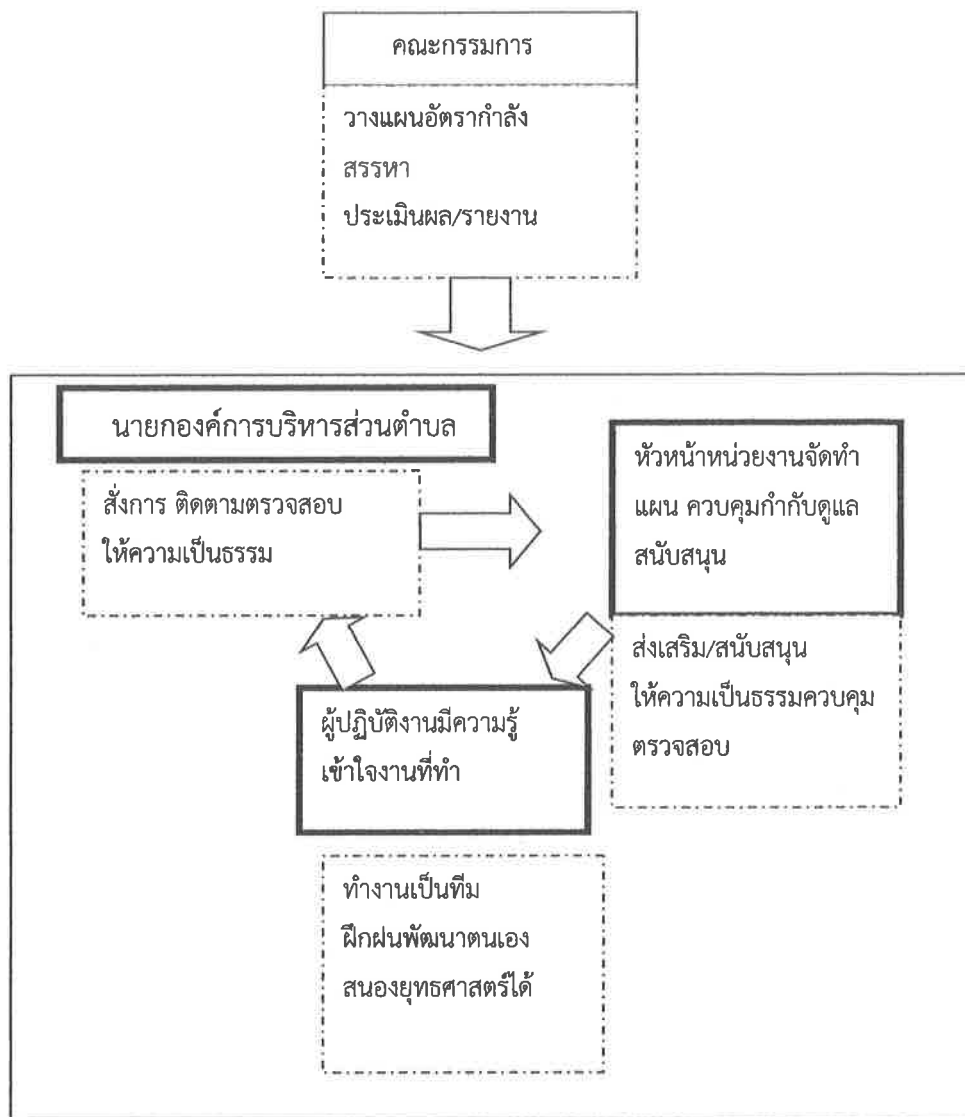 คณะกรรมการ
วางแผนอัตรากำลัง
สรรหา
ประเมินผล/รายงาน
นายกองค์การบริหารส่วนตำบล
สั่งการ ติดตามตรวจสอบ
ให้ความเป็นธรรม
หัวหน้าหน่วยงานจัดทำ
แผน ควบคุมกำกับดูแล
สนับสนุน
ส่งเสริม/สนับสนุน
ให้ความเป็นธรรมควบคุม
ตรวจสอบ
ผู้ปฏิบัติงานมีความรู้
เข้าใจงานที่ทำ
ทำงานเป็นทีม
ฝึกฝนพัฒนาตนเอง
สนองยุทธศาสตร์ได้